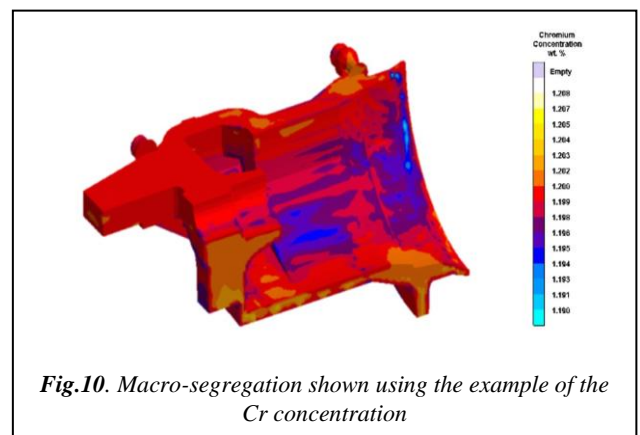 Chromium
Concentration
wt. %
Empty
1.208
1.207
1.205
1.204
1.203
1.202
1.200
1.199
1.198
1.196
1.195
1.194
1.193
1.191
1.190
Fig.10. Macro-segregation shown using the example of the
Cr concentration